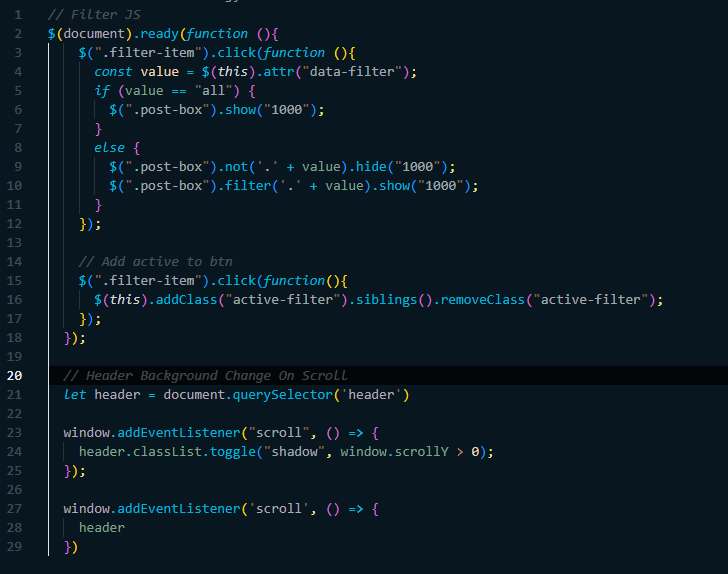 1 // Filter JS
2 $(document).ready(function (){
3 $(".filter-item").click(function (){
4 const value = $(this).attr("data-filter");
5 if (value == "all") {
6 $(".post-box").show("1000");
7 }
8 else {
9 $(".post-box").not('.' + value).hide("1000");
10 $(".post-box").filter('.' + value).show("1000");
11 }
12 });
13
14 // Add active to btn
15 $(".filter-item").click(function(){
16 $(this).addClass("active-filter").siblings().removeClass("active-filter");
17 });
18 });
19
20 // Header Background Change On Scroll
21 let header = document.querySelector('header')
22
23 window.addEventListener("scroll", () => {
24 header.classList.toggle("shadow", window.scrollY > 0);
25 });
26
27 window.addEventListener('scroll', () => {
28 header
29 })